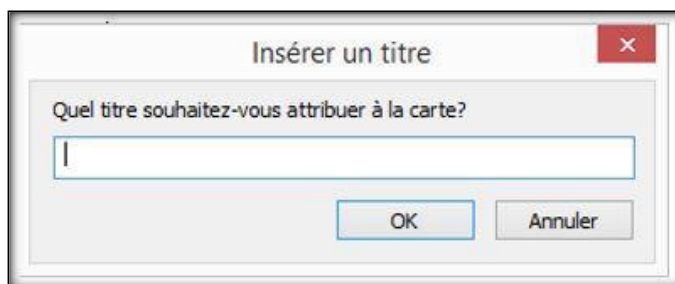 Insérer un titre
Quel titre souhaitez-vous attribuer à la carte?
OK Annuler